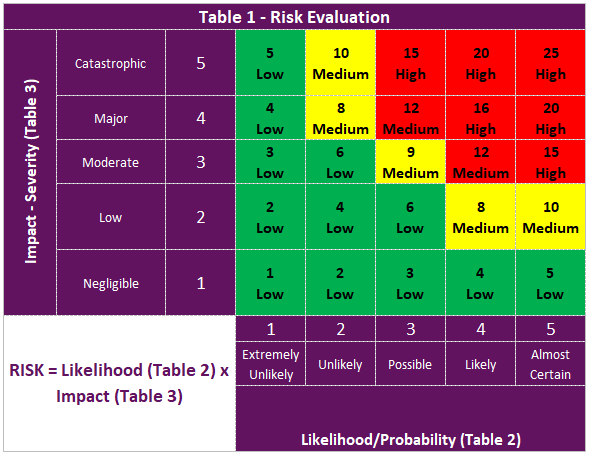 Table 1 - Risk Evaluation
Impact - Severity (Table 3)
Catastrophic 5 5 10 15 20 25
Low Medium High High High
Major 4 4 8 12 16 20
Low Medium Medium High High
Moderate 3 3 6 9 12 15
Low Low Medium Medium High
Low 2 2 4 6 8 10
Low Low Low Medium Medium
Negligible 1 1 2 3 4 5
Low Low Low Low Low
1 2 3 4 5
Extremely Unlikely Possible Likely Almost
Unlikely Certain
RISK = Likelihood (Table 2) x
Impact (Table 3)
Likelihood/Probability (Table 2)